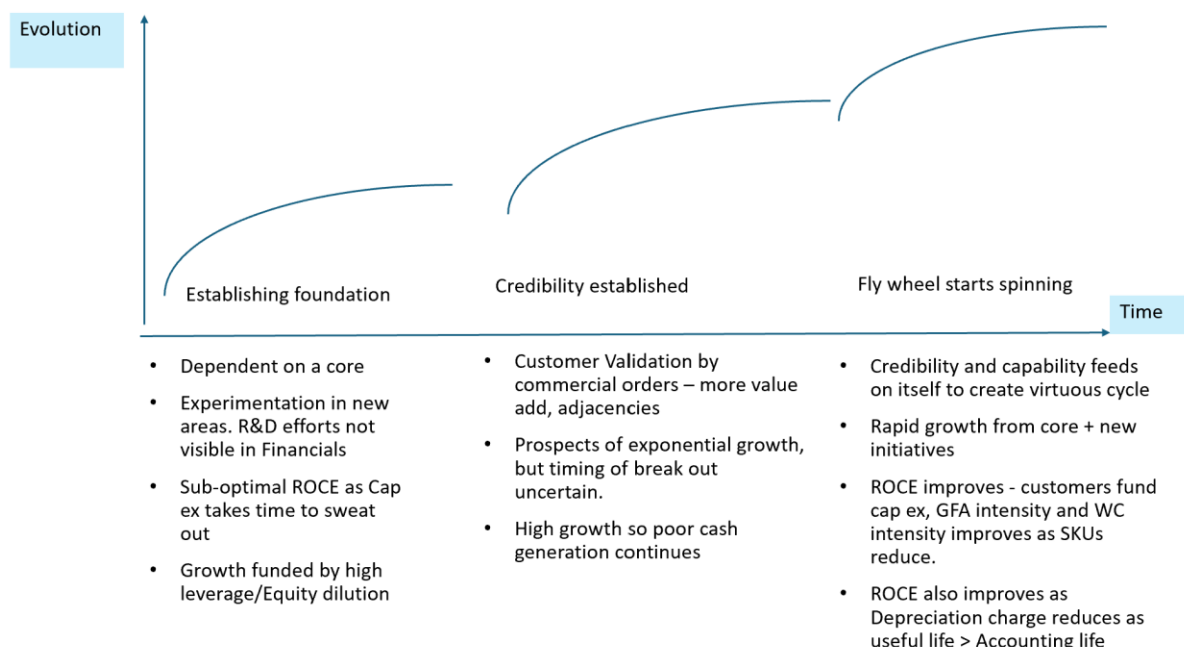 Evolution
Establishing foundation
Credibility established
Fly wheel starts spinning
Time
• Dependent on a core
• Experimentation in new
areas. R&D efforts not
visible in Financials
• Sub-optimal ROCE as Cap
ex takes time to sweat
out
• Growth funded by high
leverage/Equity dilution
• Customer Validation by
commercial orders – more value
add, adjacencies
• Prospects of exponential growth,
but timing of break out
uncertain.
• High growth so poor cash
generation continues
• Credibility and capability feeds
on itself to create virtuous cycle
• Rapid growth from core + new
initiatives
• ROCE improves - customers fund
cap ex, GFA intensity and WC
intensity improves as SKUs
reduce.
• ROCE also improves as
Depreciation charge reduces as
useful life > Accounting life